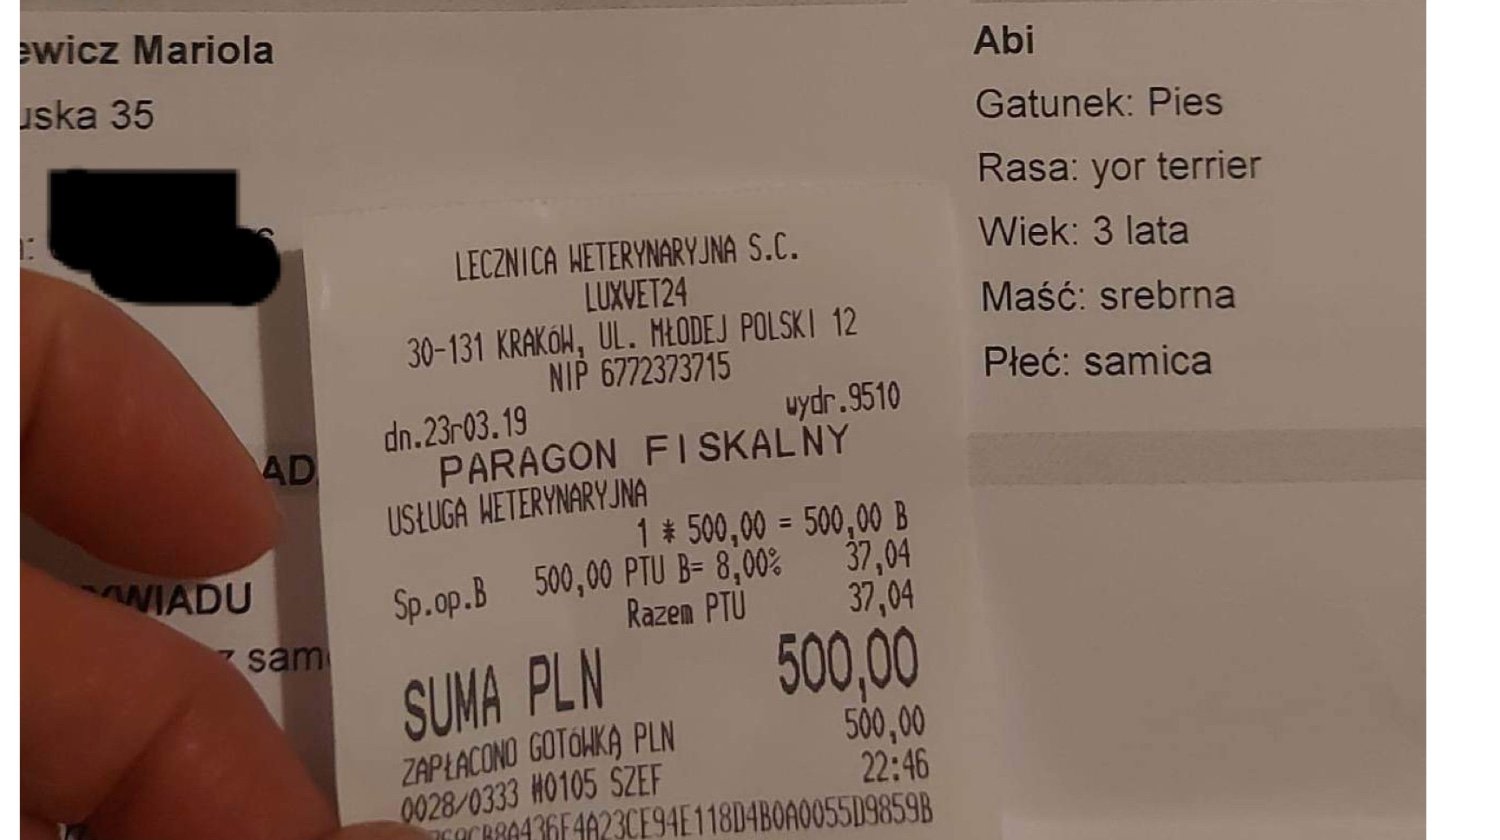 ewicz Mariola
uska 35
Abi
Gatunek: Pies
Rasa: yor terrier
Wiek: 3 lata
Maść: srebrna
Płeć: samica
LECZNICA WETERYNARYJNA S.C.
LUXVET24
30-131 KRAKÓW, UL. MŁODEJ POLSKI 12
NIP 6772373715
dn.23r03.19 wydr.9510
PARAGON FISKALNY
USŁUGA WETERYNARYJNA
1 * 500,00 = 500,00 B
Sp.op.B 500,00 PTU B= 8,00% 37,04
Razem PTU 37,04
SUMA PLN 500,00
ZAPŁACONO GOTÓWKĄ PLN 500,00
0028/0333 #0105 SZEF 22:46
AD
WIADU
z sam